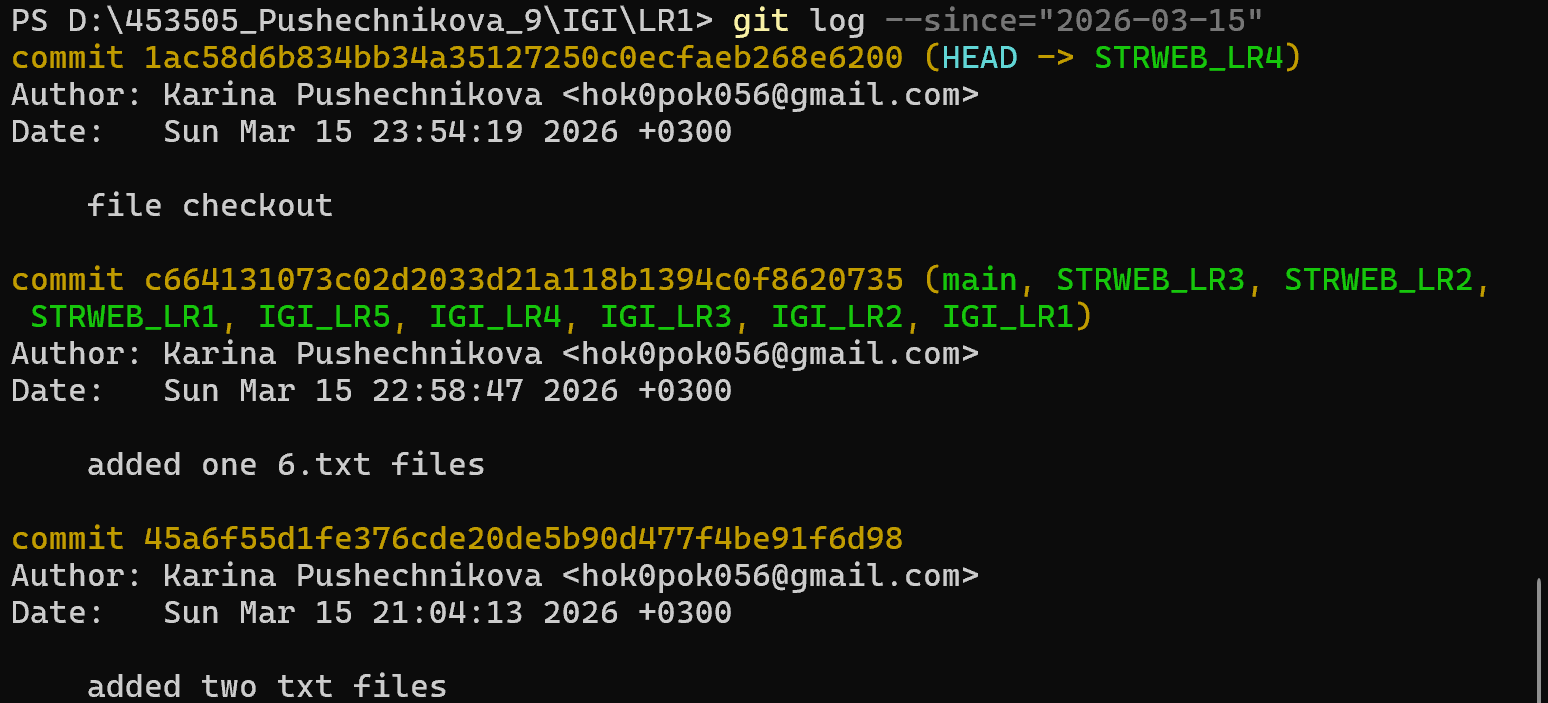 PS D:\453505_Pushechnikova_9\IGI\LR1> git log --since="2026-03-15"
commit 1ac58d6b834bb34a35127250c0ecfaeb268e6200 (HEAD -> STRWEB_LR4)
Author: Karina Pushechnikova <hok0pok056@gmail.com>
Date:   Sun Mar 15 23:54:19 2026 +0300
    file checkout
commit c664131073c02d2033d21a118b1394c0f8620735 (main, STRWEB_LR3, STRWEB_LR2,
 STRWEB_LR1, IGI_LR5, IGI_LR4, IGI_LR3, IGI_LR2, IGI_LR1)
Author: Karina Pushechnikova <hok0pok056@gmail.com>
Date:   Sun Mar 15 22:58:47 2026 +0300
    added one 6.txt files
commit 45a6f55d1fe376cde20de5b90d477f4be91f6d98
Author: Karina Pushechnikova <hok0pok056@gmail.com>
Date:   Sun Mar 15 21:04:13 2026 +0300
    added two txt files